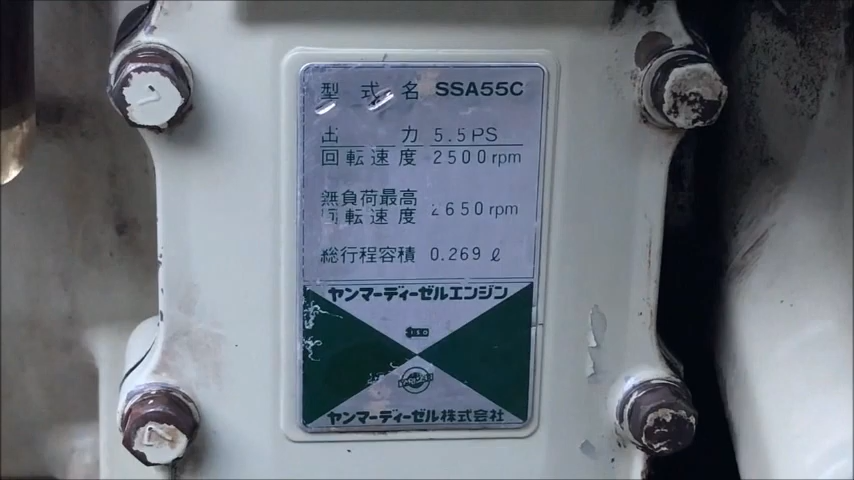 型式名 SSA55C
出力 5.5PS
回転速度 2500rpm
無負荷最高
回転速度 2650rpm
総行程容積 0.269ℓ
ヤンマーディーゼルエンジン
ヤンマーディーゼル株式会社